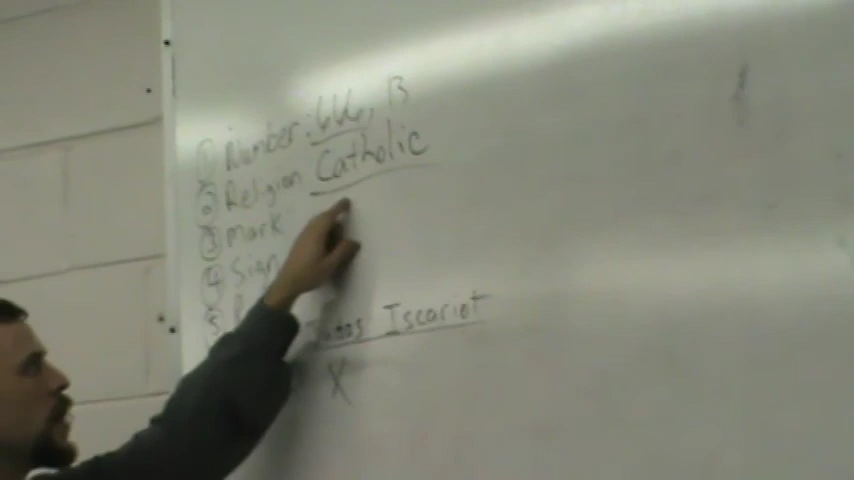 ① Number: 666, 13
② Religion Catholic
③ Mark
④ Sign
⑤
Judas Iscariot
X